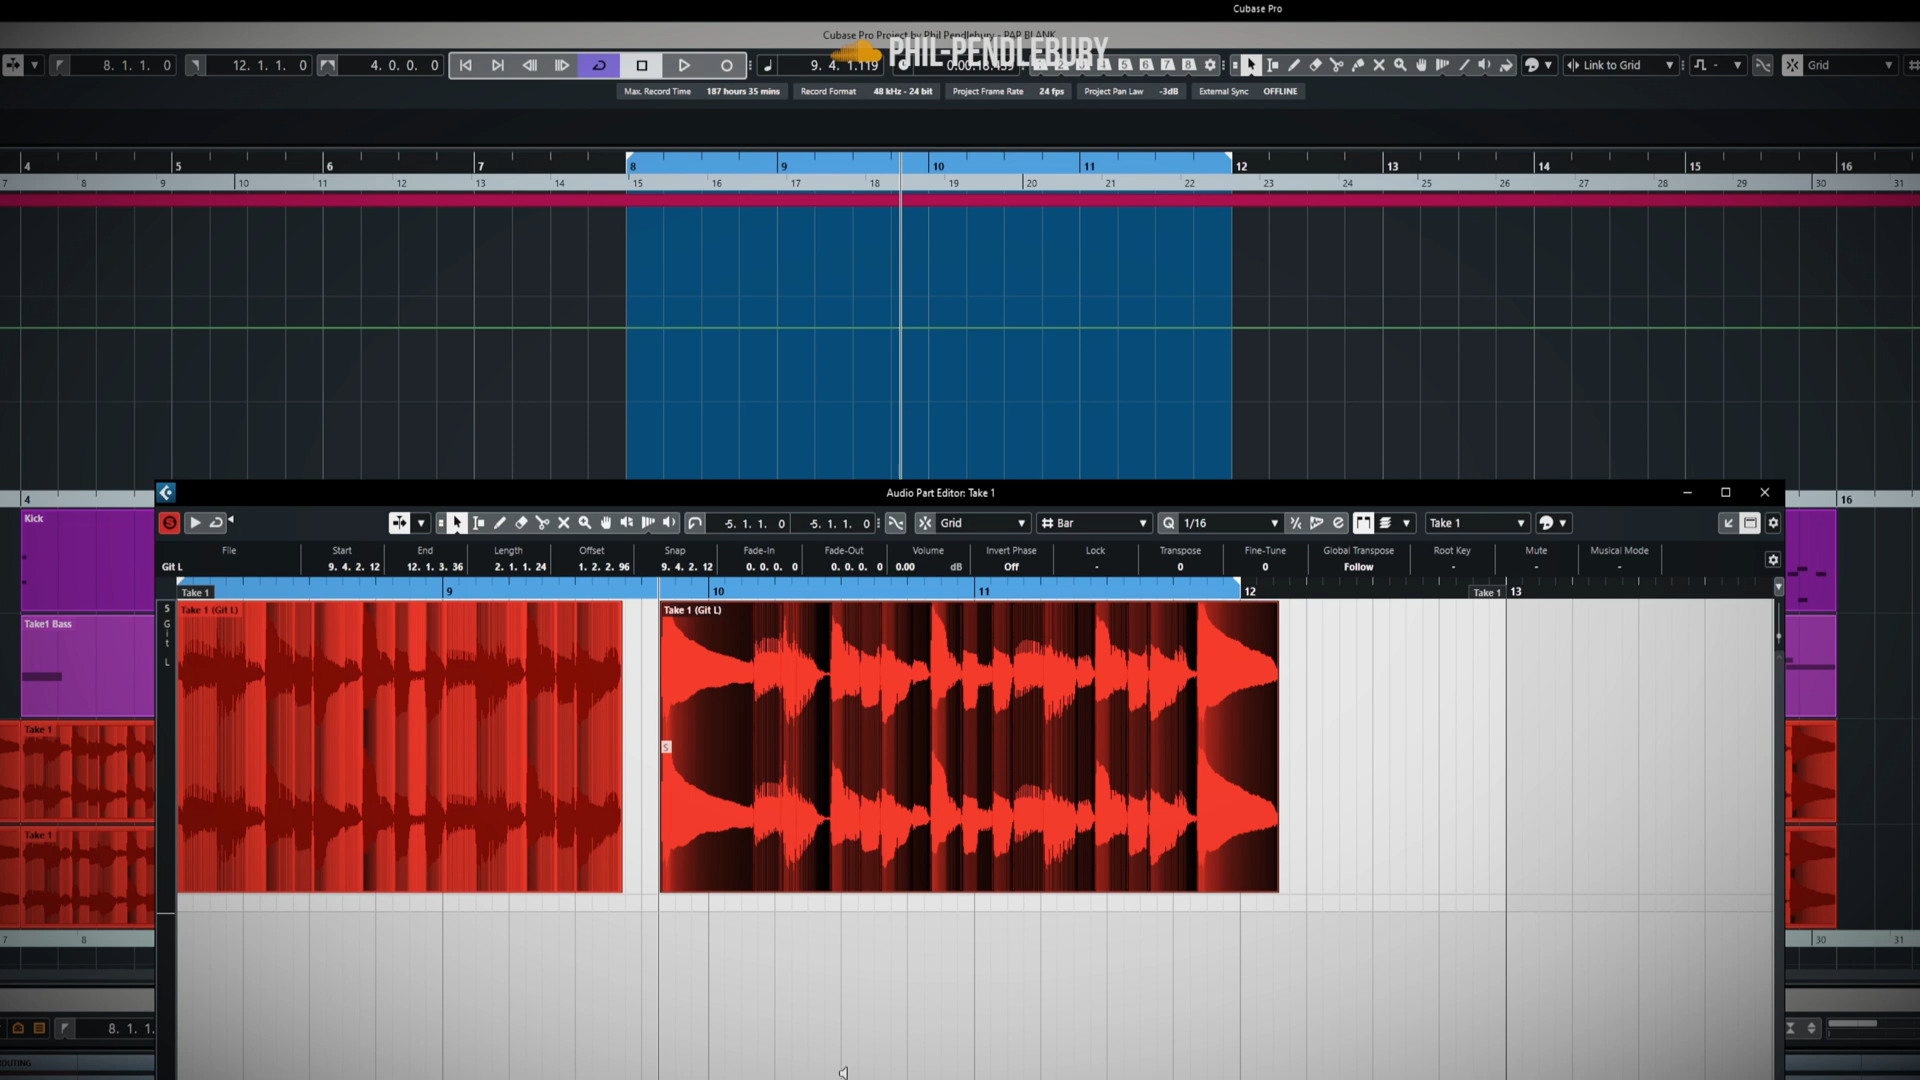 Cubase Pro
Cubase Pro Project by Phil Pendlebury - PAP BLANK
PHIL-PENDLEBURY
8. 1. 1. 0
12. 1. 1. 0
4. 0. 0. 0
9. 4. 1.119
5 6 7 8
Link to Grid
Grid
Max. Record Time 187 hours 35 mins
Record Format 48 kHz - 24 bit
Project Frame Rate 24 fps
Project Pan Law -3dB
External Sync OFFLINE
4 5 6 7 8 9 10 11 12 13 14 15 16
7 8 9 10 11 12 13 14 15 16 17 18 19 20 21 22 23 24 25 26 27 28 29 30 31
4
16
Audio Part Editor: Take 1
Kick
-5. 1. 1. 0
-5. 1. 1. 0
Grid
Bar
Q 1/16
Take 1
File Start End Length Offset Snap Fade-In Fade-Out Volume Invert Phase Lock Transpose Fine-Tune Global Transpose Root Key Mute Musical Mode
Git L 9. 4. 2. 12 12. 1. 3. 36 2. 1. 1. 24 1. 2. 2. 96 9. 4. 2. 12 0. 0. 0. 0 0. 0. 0. 0 0.00 dB Off - 0 0 Follow - - -
Take 1 9 10 11 12 Take 1 13
S Git L
Take 1 (Git L)
Take 1 (Git L)
S
Take1 Bass
Take 1
Take 1
7 8
30 31
8. 1. 1.
ROUTING